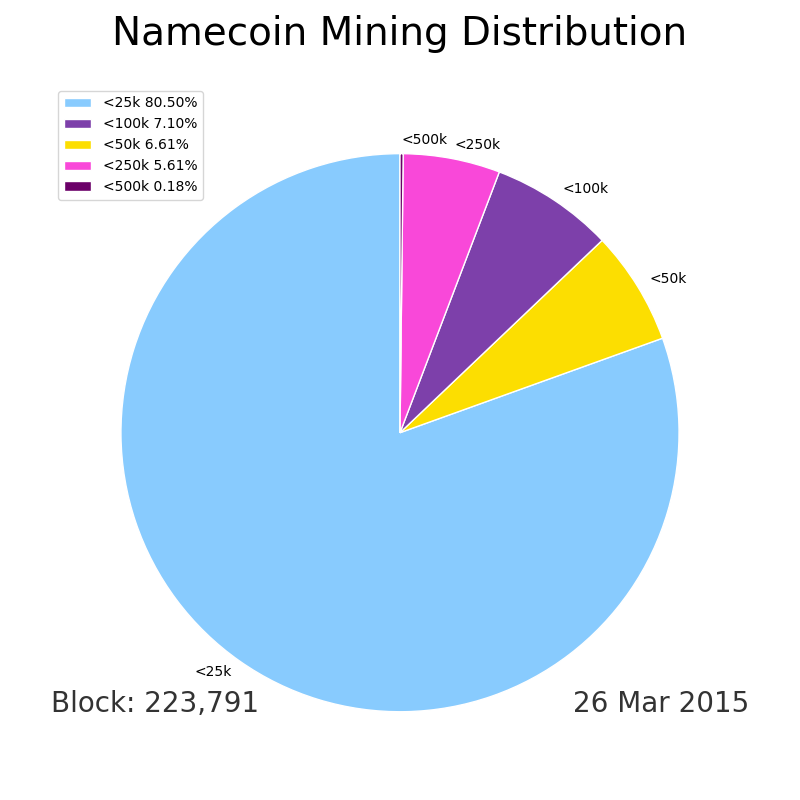 Namecoin Mining Distribution
<25k 80.50%
<100k 7.10%
<50k 6.61%
<250k 5.61%
<500k 0.18%
<500k
<250k
<100k
<50k
<25k
Block: 223,791
26 Mar 2015